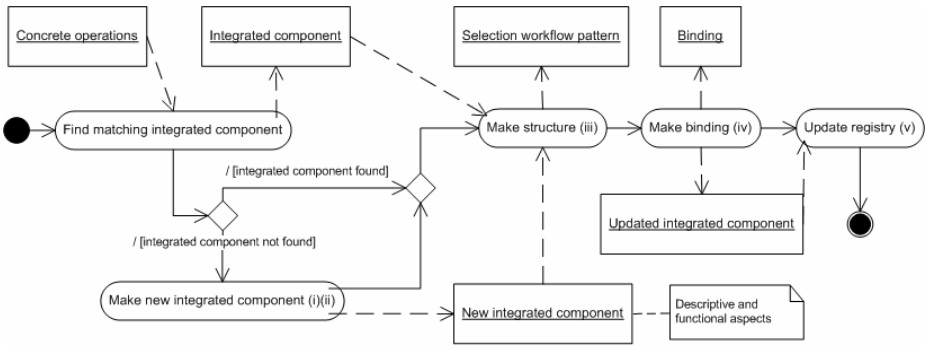 Concrete operations
Integrated component
Selection workflow pattern
Binding
Find matching integrated component
Make structure (iii)
Make binding (iv)
Update registry (v)
/ [integrated component found]
/ [integrated component not found]
Updated integrated component
Make new integrated component (i)(ii)
New integrated component
Descriptive and
functional aspects